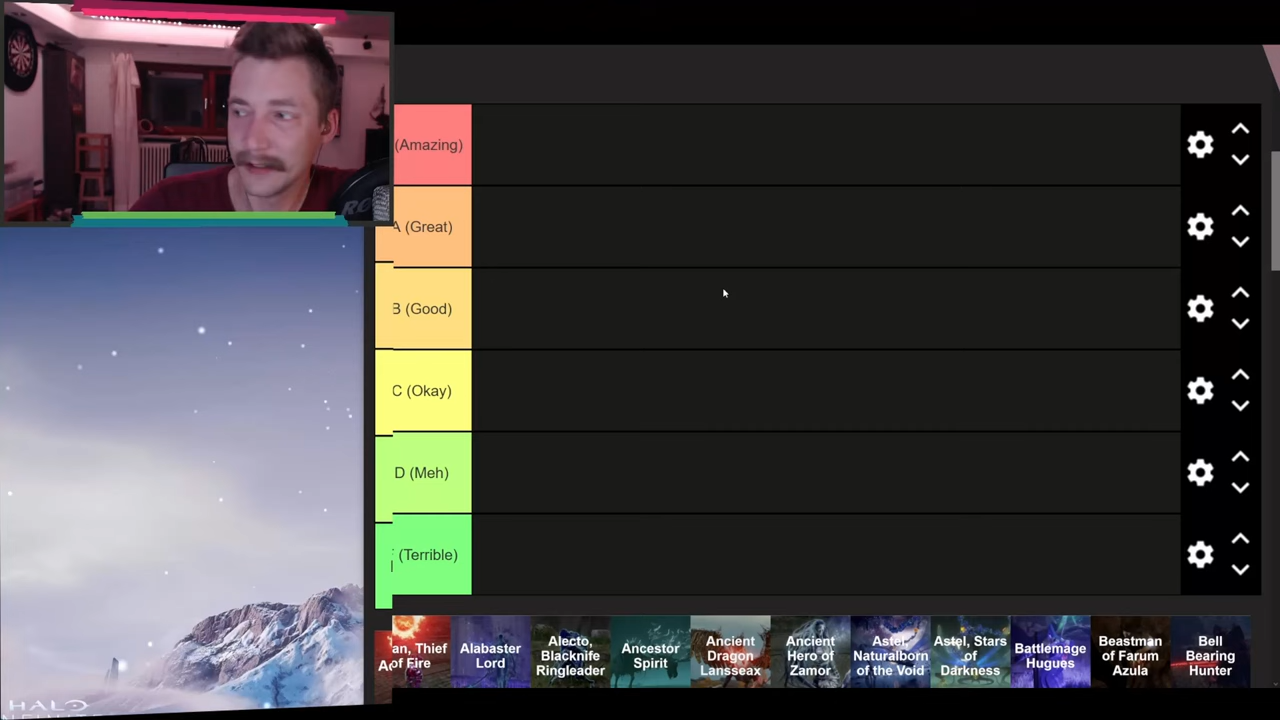 (Amazing)
A (Great)
B (Good)
C (Okay)
D (Meh)
(Terrible)
an, Thief
of Fire
Alabaster
Lord
Alecto,
Blacknife
Ringleader
Ancestor
Spirit
Ancient
Dragon
Lansseax
Ancient
Hero of
Zamor
Astel,
Naturalborn
of the Void
Astel, Stars
of
Darkness
Battlemage
Hugues
Beastman
of Farum
Azula
Bell
Bearing
Hunter
HALO